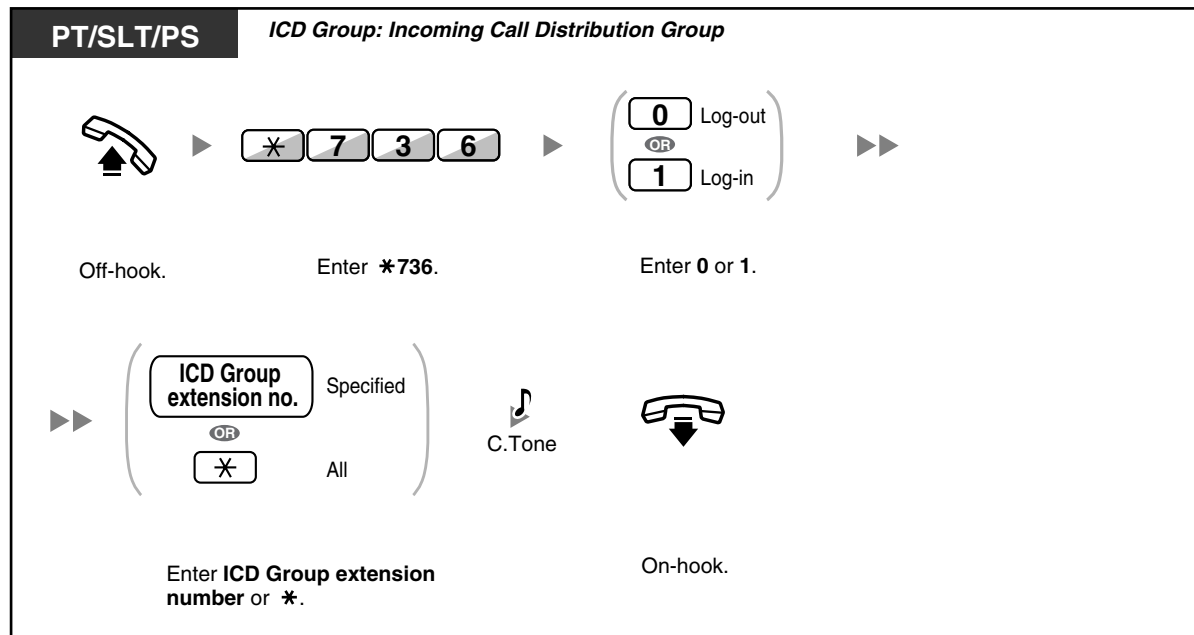 PT/SLT/PS
ICD Group: Incoming Call Distribution Group
0 Log-out
✳ 7 3 6
OR
1 Log-in
Off-hook.
Enter ✳736.
Enter 0 or 1.
ICD Group
extension no.
Specified
OR
✳ All
C.Tone
Enter ICD Group extension
number or ✳.
On-hook.